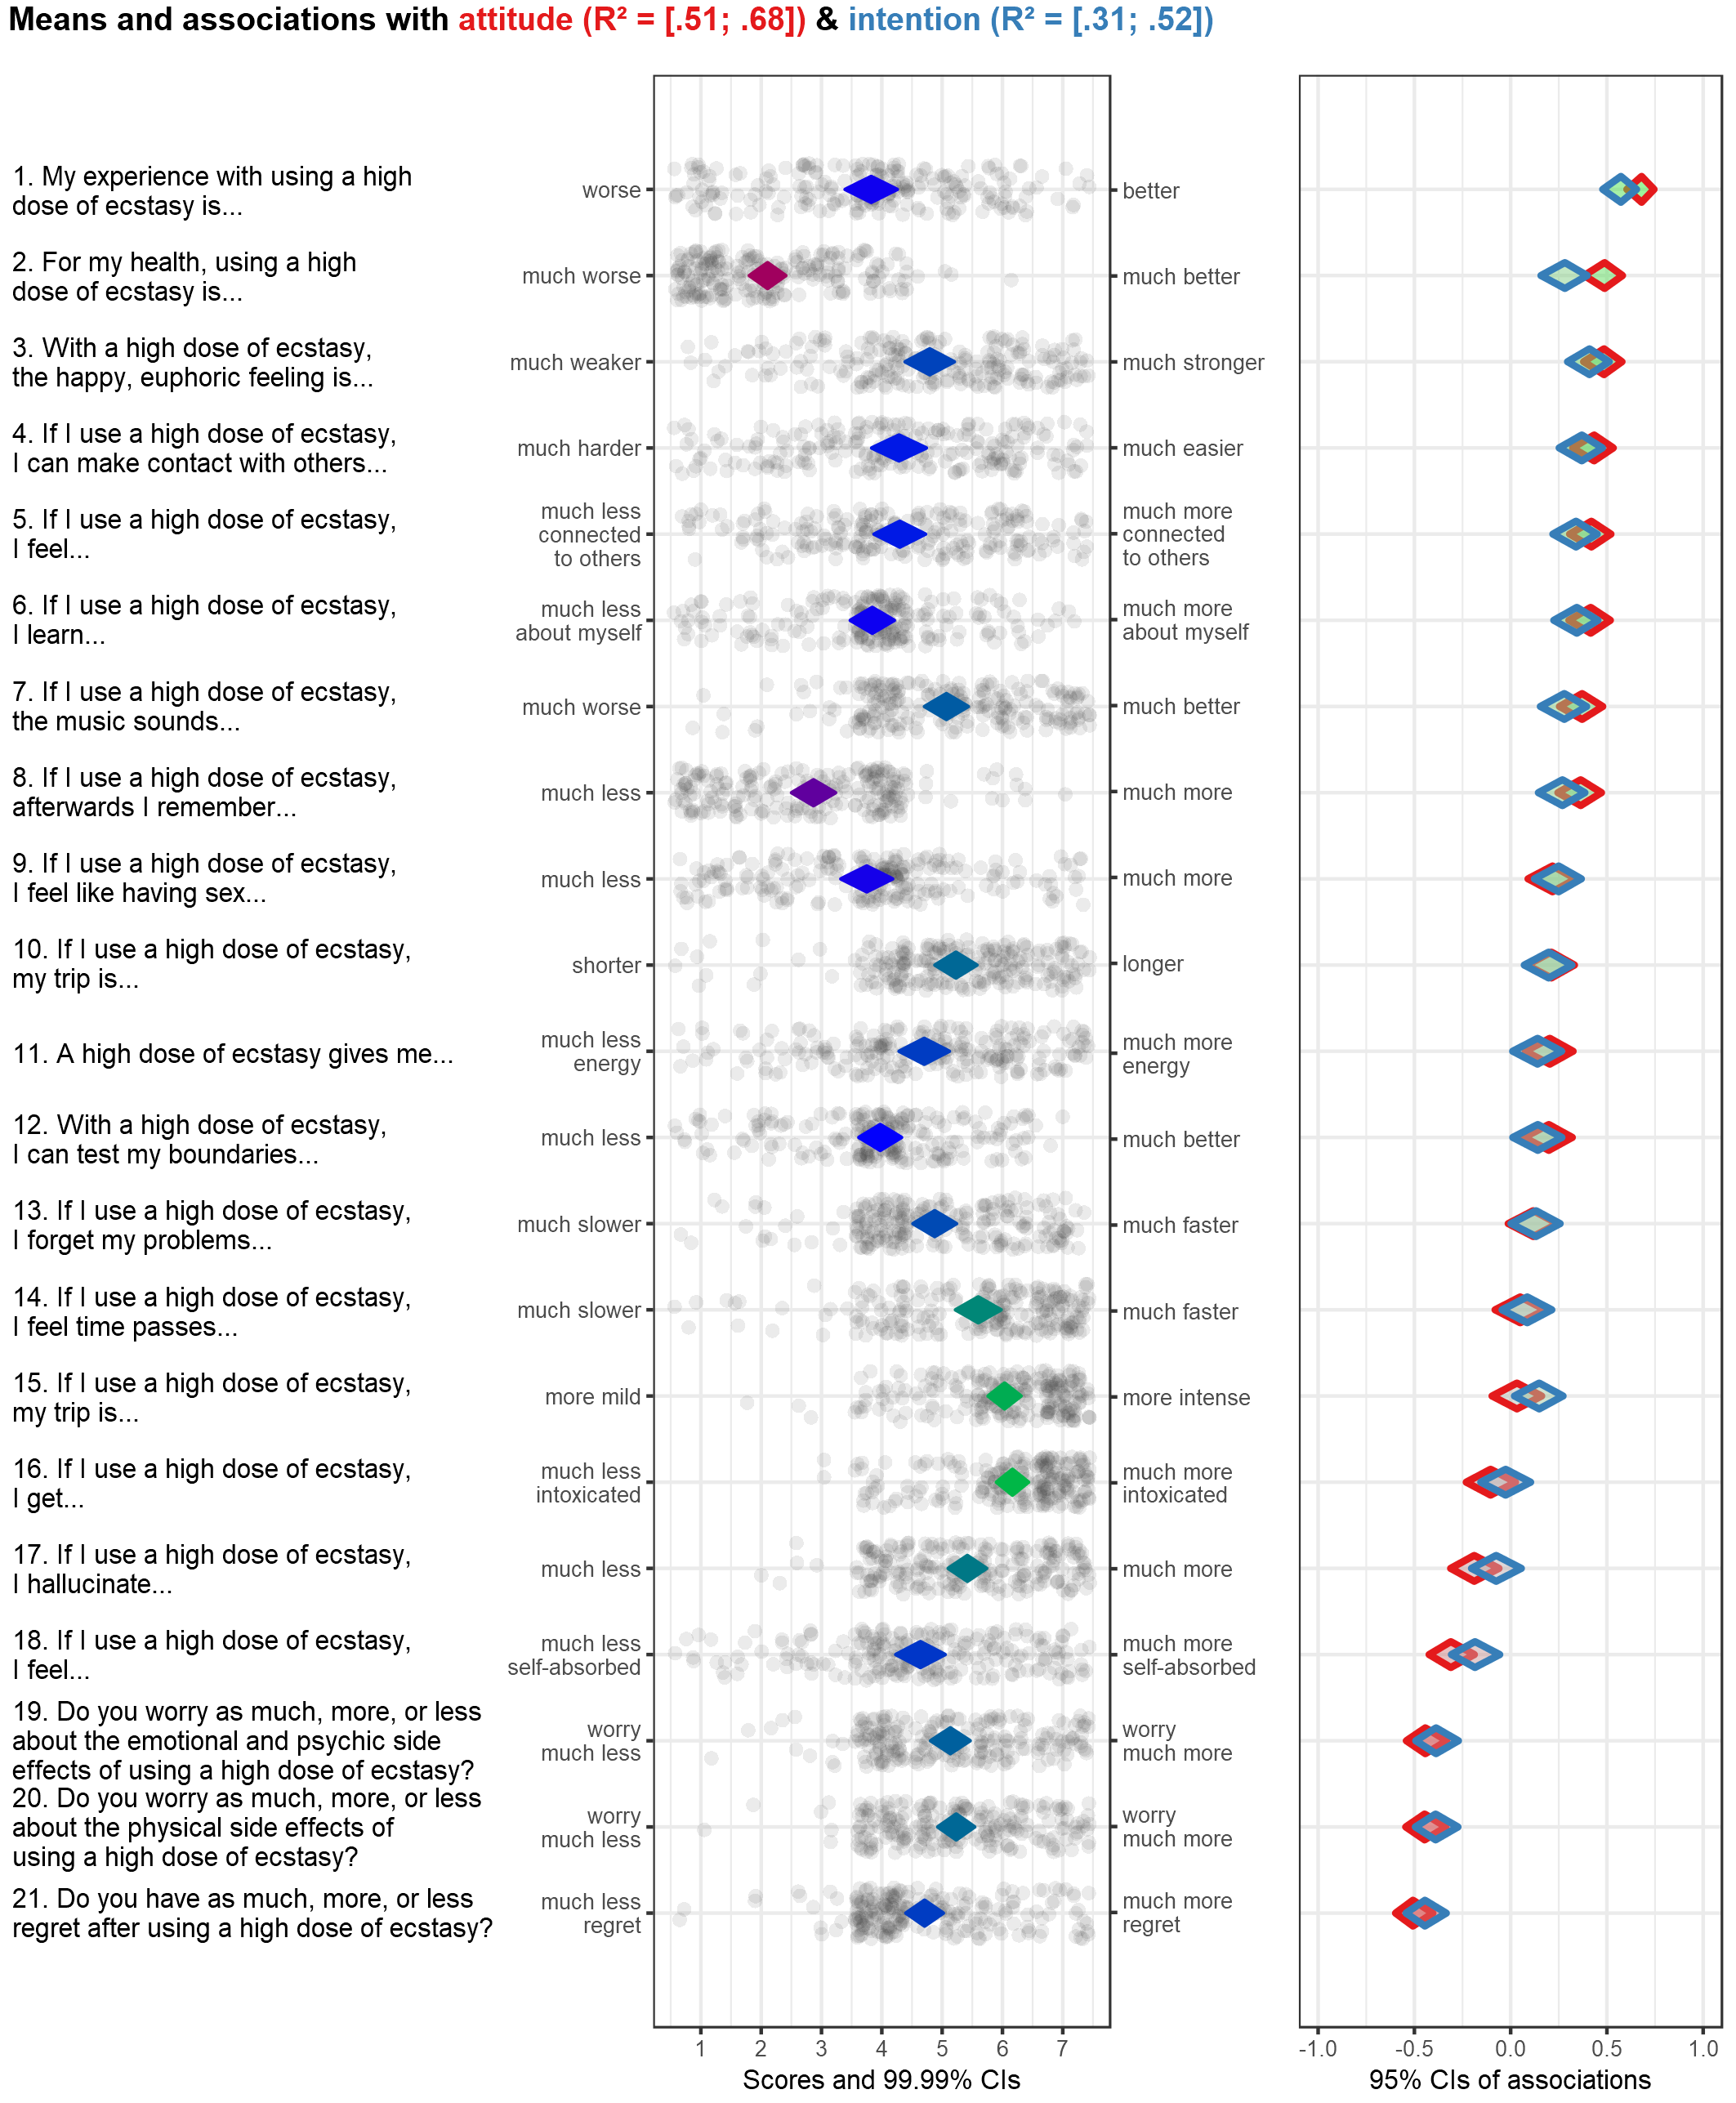 Means and associations with attitude (R² = [.51; .68]) & intention (R² = [.31; .52])
1. My experience with using a high
dose of ecstasy is...
worse
better
2. For my health, using a high
dose of ecstasy is...
much worse
much better
3. With a high dose of ecstasy,
the happy, euphoric feeling is...
much weaker
much stronger
4. If I use a high dose of ecstasy,
I can make contact with others...
much harder
much easier
5. If I use a high dose of ecstasy,
I feel...
much less
connected
to others
much more
connected
to others
6. If I use a high dose of ecstasy,
I learn...
much less
about myself
much more
about myself
7. If I use a high dose of ecstasy,
the music sounds...
much worse
much better
8. If I use a high dose of ecstasy,
afterwards I remember...
much less
much more
9. If I use a high dose of ecstasy,
I feel like having sex...
much less
much more
10. If I use a high dose of ecstasy,
my trip is...
shorter
longer
11. A high dose of ecstasy gives me...
much less
energy
much more
energy
12. With a high dose of ecstasy,
I can test my boundaries...
much less
much better
13. If I use a high dose of ecstasy,
I forget my problems...
much slower
much faster
14. If I use a high dose of ecstasy,
I feel time passes...
much slower
much faster
15. If I use a high dose of ecstasy,
my trip is...
more mild
more intense
16. If I use a high dose of ecstasy,
I get...
much less
intoxicated
much more
intoxicated
17. If I use a high dose of ecstasy,
I hallucinate...
much less
much more
18. If I use a high dose of ecstasy,
I feel...
much less
self-absorbed
much more
self-absorbed
19. Do you worry as much, more, or less
about the emotional and psychic side
effects of using a high dose of ecstasy?
worry
much less
worry
much more
20. Do you worry as much, more, or less
about the physical side effects of
using a high dose of ecstasy?
worry
much less
worry
much more
21. Do you have as much, more, or less
regret after using a high dose of ecstasy?
much less
regret
much more
regret
1 2 3 4 5 6 7
Scores and 99.99% CIs
-1.0 -0.5 0.0 0.5 1.0
95% CIs of associations